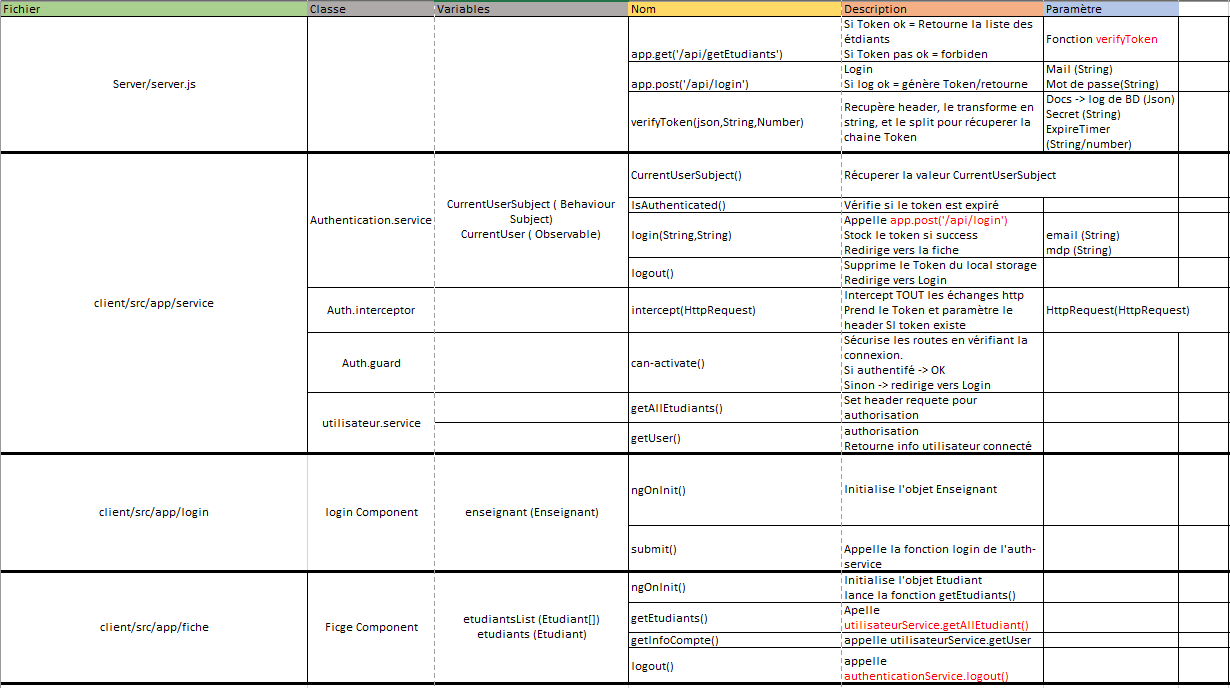 Fichier Classe Variables Nom Description Paramètre
Server/server.js
app.get('/api/getEtudiants')
Si Token ok = Retourne la liste des
étdiants
Si Token pas ok = forbiden
Fonction verifyToken
app.post('/api/login')
Login
Si log ok = génère Token/retourne
Mail (String)
Mot de passe(String)
verifyToken(json,String,Number)
Recupère header, le transforme en
string, et le split pour récuperer la
chaine Token
Docs -> log de BD (Json)
Secret (String)
ExpireTimer
(String/number)
client/src/app/service
Authentication.service
CurrentUserSubject ( Behaviour
Subject)
CurrentUser ( Observable)
CurrentUserSubject()
Récuperer la valeur CurrentUserSubject
IsAuthenticated()
Vérifie si le token est expiré
login(String,String)
Appelle app.post('/api/login')
Stock le token si success
Redirige vers la fiche
email (String)
mdp (String)
logout()
Supprime le Token du local storage
Redirige vers Login
Auth.interceptor
intercept(HttpRequest)
Intercept TOUT les échanges http
Prend le Token et paramètre le
header SI token existe
HttpRequest(HttpRequest)
Auth.guard
can-activate()
Sécurise les routes en vérifiant la
connexion.
Si authentifé -> OK
Sinon -> redirige vers Login
utilisateur.service
getAllEtudiants()
Set header requete pour
authorisation
getUser()
authorisation
Retourne info utilisateur connecté
client/src/app/login
login Component
enseignant (Enseignant)
ngOnInit()
Initialise l'objet Enseignant
submit()
Appelle la fonction login de l'auth-
service
client/src/app/fiche
Ficge Component
etudiantsList (Etudiant[])
etudiants (Etudiant)
ngOnInit()
Initialise l'objet Etudiant
lance la fonction getEtudiants()
getEtudiants()
Apelle
utilisateurService.getAllEtudiant()
getInfoCompte()
appelle utilisateurService.getUser
logout()
appelle
authenticationService.logout()